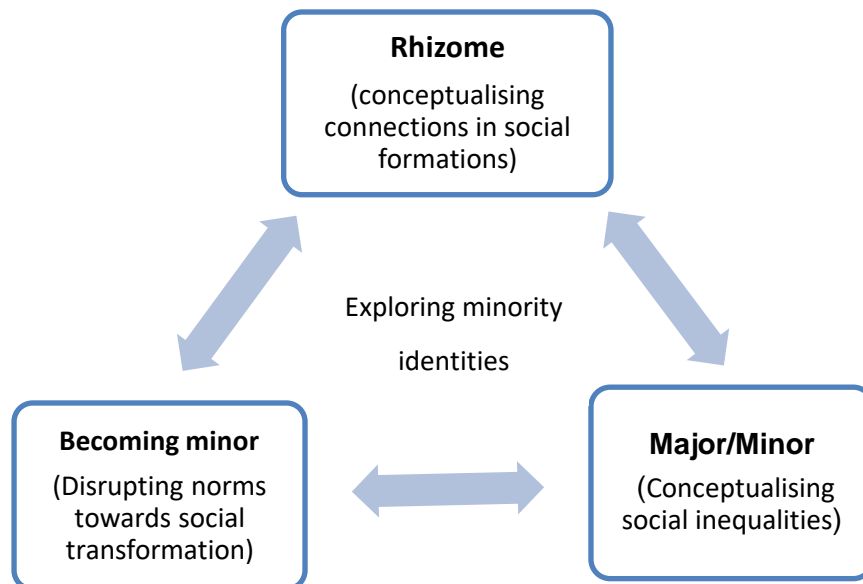 Rhizome
(conceptualising
connections in social
formations)
Exploring minority
identities
Becoming minor
(Disrupting norms
towards social
transformation)
Major/Minor
(Conceptualising
social inequalities)